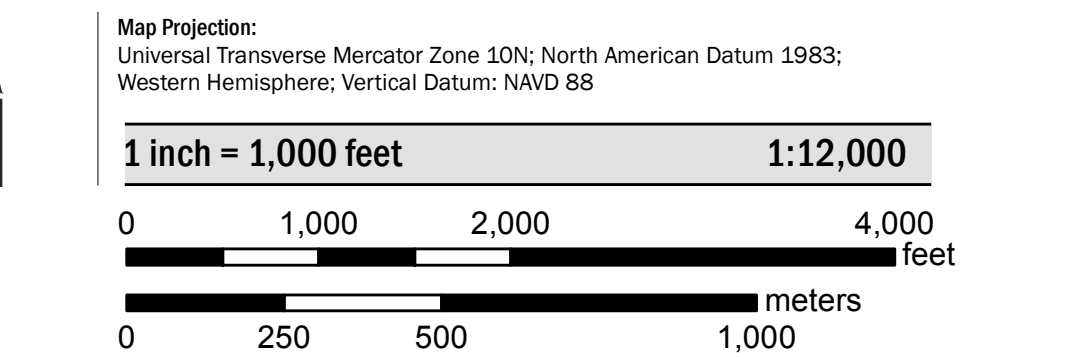 Map Projection:
Universal Transverse Mercator Zone 10N; North American Datum 1983;
Western Hemisphere; Vertical Datum: NAVD 88
1 inch = 1,000 feet 1:12,000
0 1,000 2,000 4,000
feet
meters
0 250 500 1,000